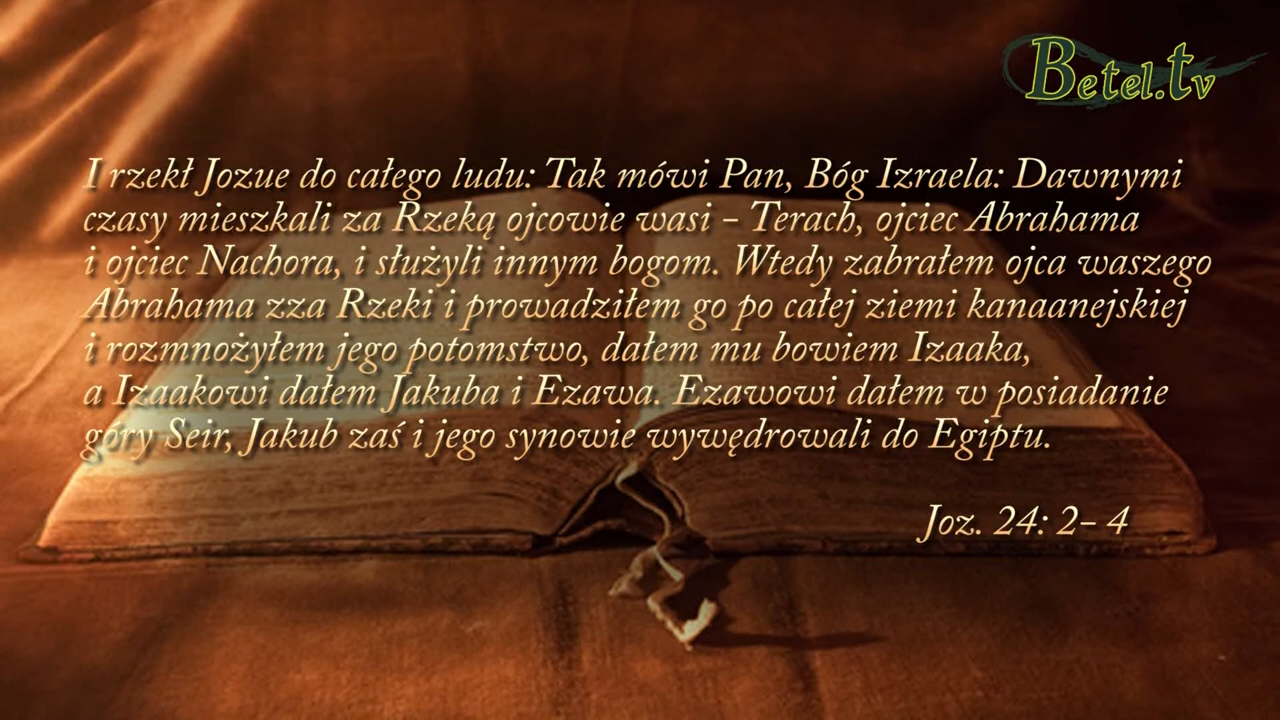 Betel.tv
I rzekł Jozue do całego ludu: Tak mówi Pan, Bóg Izraela: Dawnymi
czasy mieszkali za Rzeką ojcowie wasi – Terach, ojciec Abrahama
i ojciec Nachora, i służyli innym bogom. Wtedy zabrałem ojca waszego
Abrahama zza Rzeki i prowadziłem go po całej ziemi kanaanejskiej
i rozmnożyłem jego potomstwo, dałem mu bowiem Izaaka,
a Izaakowi dałem Jakuba i Ezawa. Ezawowi dałem w posiadanie
góry Seir, Jakub zaś i jego synowie wywędrowali do Egiptu.
Joz. 24: 2- 4